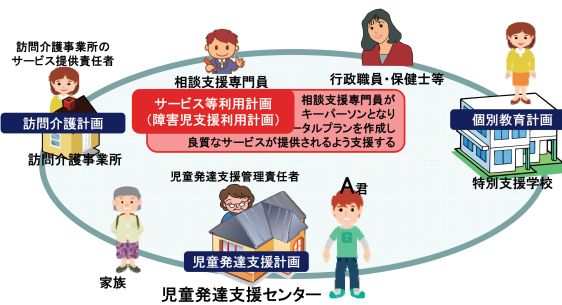 訪問介護事業所の
サービス提供責任者
訪問介護計画
訪問介護事業所
相談支援専門員
行政職員・保健士等
サービス等利用計画
(障害児支援利用計画)
相談支援専門員が
キーパーソンとなり
ータルプランを作成し
良質なサービスが提供されるよう支援する
個別教育計画
特別支援学校
児童発達支援管理責任者
児童発達支援計画
児童発達支援センター
A君
家族